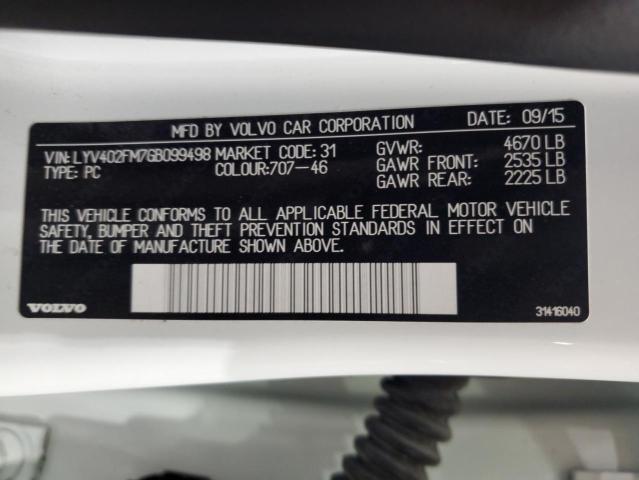 MFD BY VOLVO CAR CORPORATION DATE: 09/15
VIN: LYV402FM7GB099498 MARKET CODE: 31 GVWR: 4670 LB
TYPE: PC COLOUR:707-46 GAWR FRONT: 2535 LB
GAWR REAR: 2225 LB
THIS VEHICLE CONFORMS TO ALL APPLICABLE FEDERAL MOTOR VEHICLE
SAFETY, BUMPER AND THEFT PREVENTION STANDARDS IN EFFECT ON
THE DATE OF MANUFACTURE SHOWN ABOVE.
VOLVO 31416040